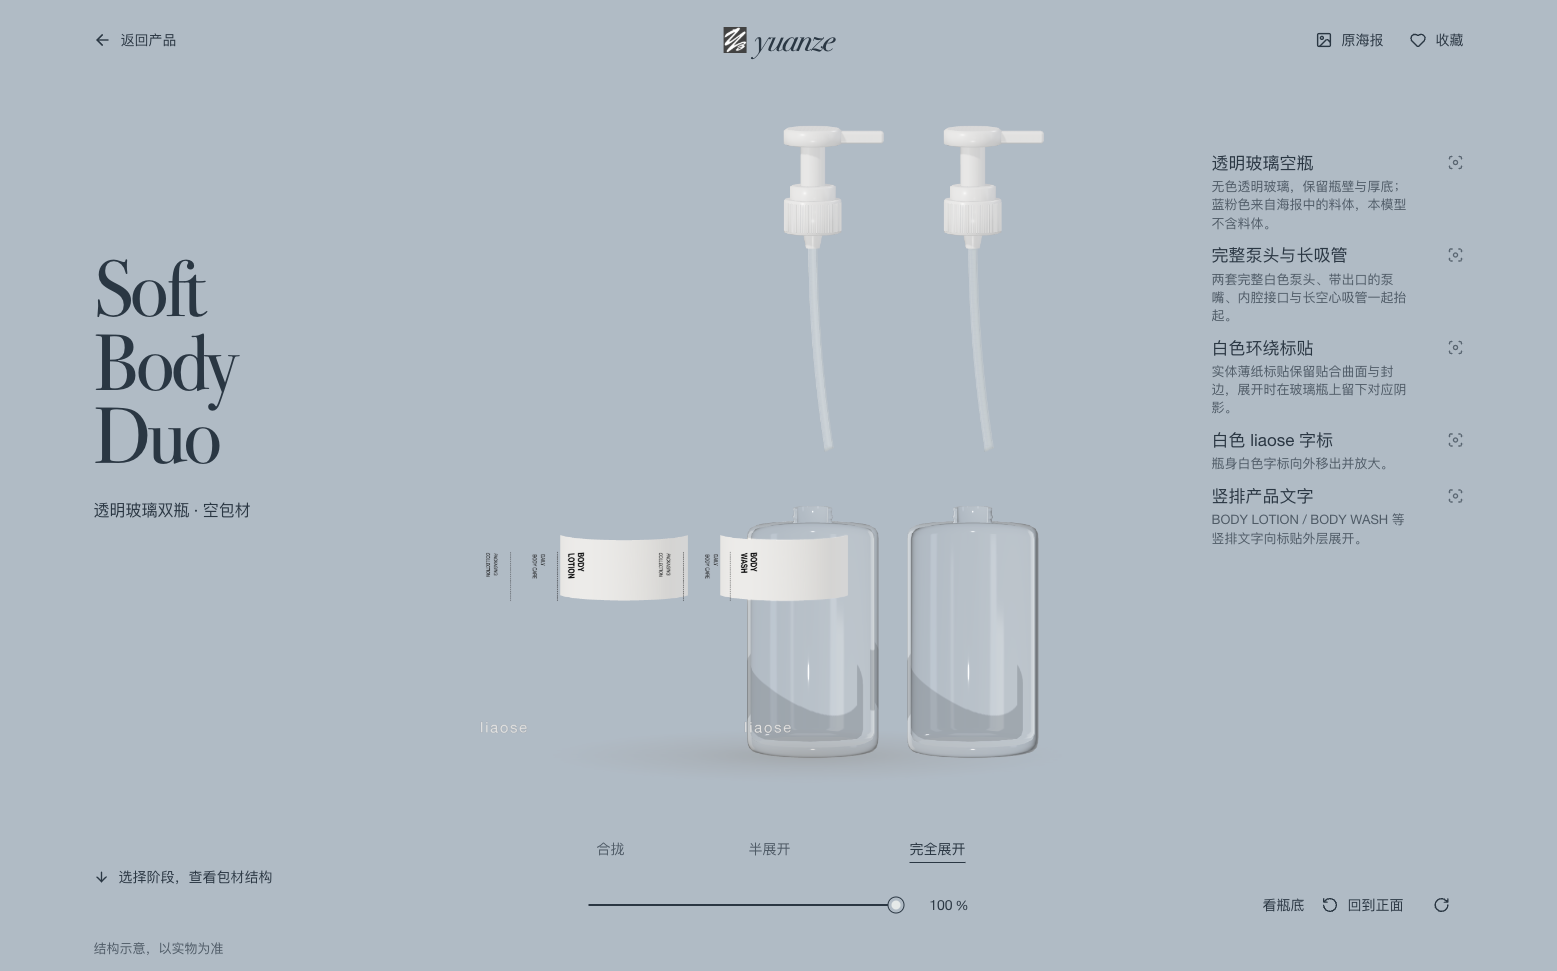 返回产品
yuanze
原海报
收藏
Soft
Body
Duo
透明玻璃双瓶 · 空包材
透明玻璃空瓶
无色透明玻璃，保留瓶壁与厚底；
蓝粉色来自海报中的料体，本模型
不含料体。
完整泵头与长吸管
两套完整白色泵头、带出口的泵
嘴、内腔接口与长空心吸管一起抬
起。
白色环绕标贴
实体薄纸标贴保留贴合曲面与封
边，展开时在玻璃瓶上留下对应阴
影。
白色 liaose 字标
瓶身白色字标向外移出并放大。
竖排产品文字
BODY LOTION / BODY WASH 等
竖排文字向标贴外层展开。
PACKAGING
COLLECTION
DAILY
BODY CARE
BODY
LOTION
PACKAGING
COLLECTION
DAILY
BODY CARE
BODY
WASH
liaose
liaose
合拢
半展开
完全展开
100 %
选择阶段，查看包材结构
看瓶底
回到正面
结构示意，以实物为准